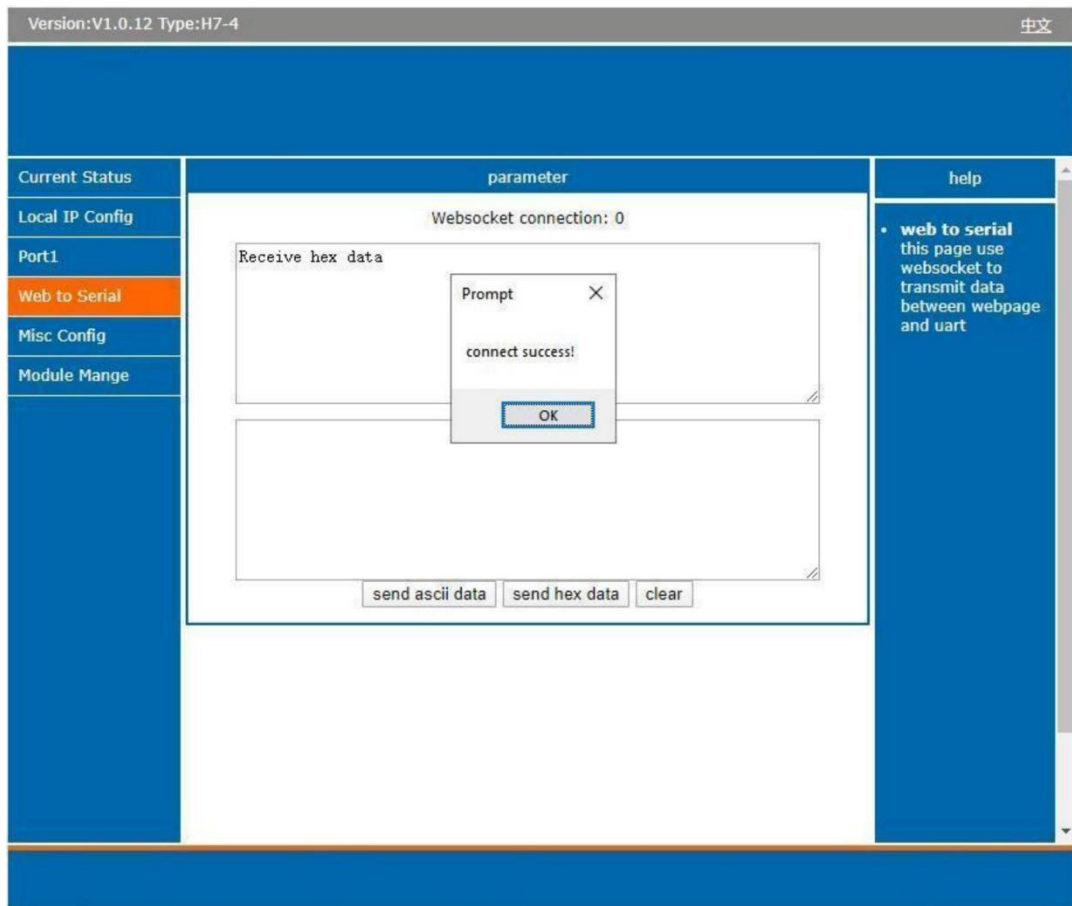 Version:V1.0.12 Type:H7-4
中文
Current Status
Local IP Config
Port1
Web to Serial
Misc Config
Module Mange
parameter
Websocket connection: 0
Receive hex data
Prompt
connect success!
OK
send ascii data
send hex data
clear
help
• web to serial
this page use
websocket to
transmit data
between webpage
and uart